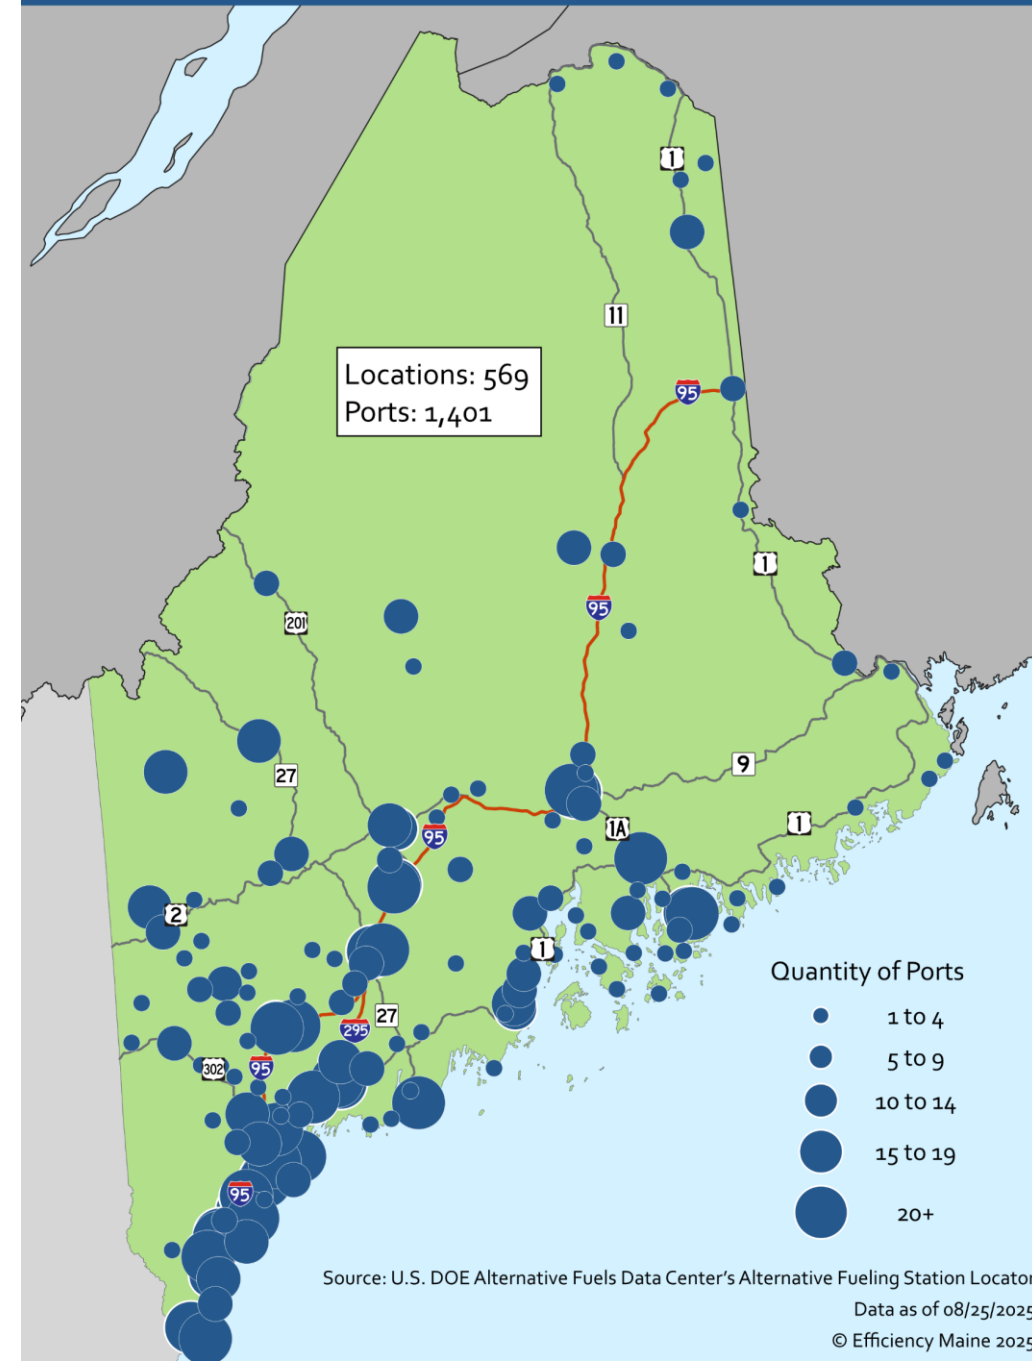 1
11
95
Locations: 569
Ports: 1,401
1
95
201
9
27
1A
1
95
2
1
Quantity of Ports
27
1 to 4
295
5 to 9
302
95
10 to 14
15 to 19
95
20+
Source: U.S. DOE Alternative Fuels Data Center's Alternative Fueling Station Locator
Data as of 08/25/2025
© Efficiency Maine 2025